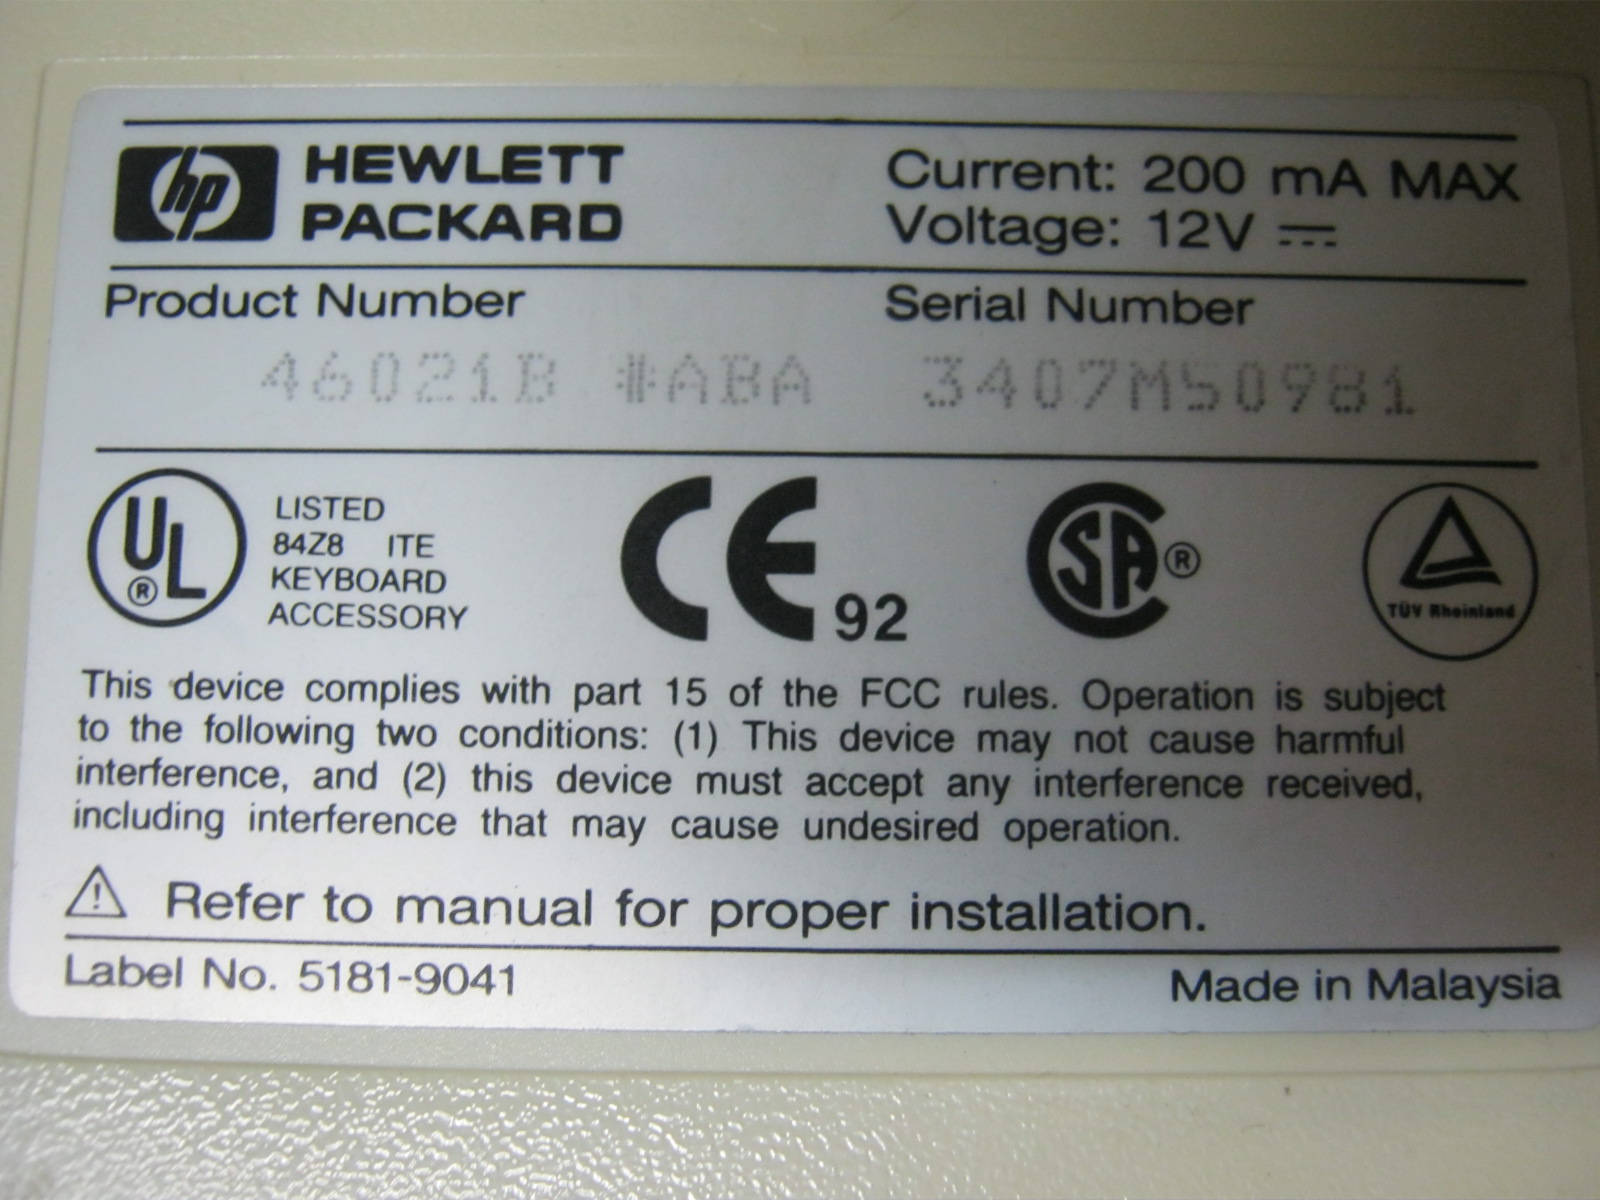 hp HEWLETT PACKARD
Current: 200 mA MAX
Voltage: 12V
Product Number
Serial Number
46021B #ABA
3407M50981
UL ®
LISTED
84Z8 ITE
KEYBOARD
ACCESSORY
CE 92
SA ®
TÜV Rheinland
This device complies with part 15 of the FCC rules. Operation is subject
to the following two conditions: (1) This device may not cause harmful
interference, and (2) this device must accept any interference received,
including interference that may cause undesired operation.
! Refer to manual for proper installation.
Label No. 5181-9041
Made in Malaysia